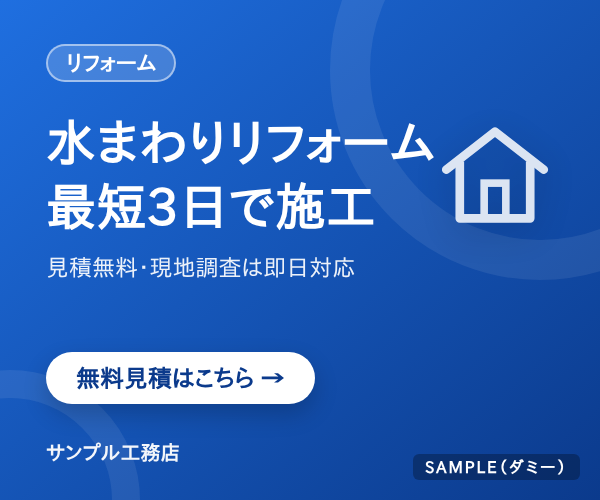 リフォーム
水まわりリフォーム
最短3日で施工
見積無料・現地調査は即日対応
無料見積はこちら →
サンプル工務店
SAMPLE（ダミー）